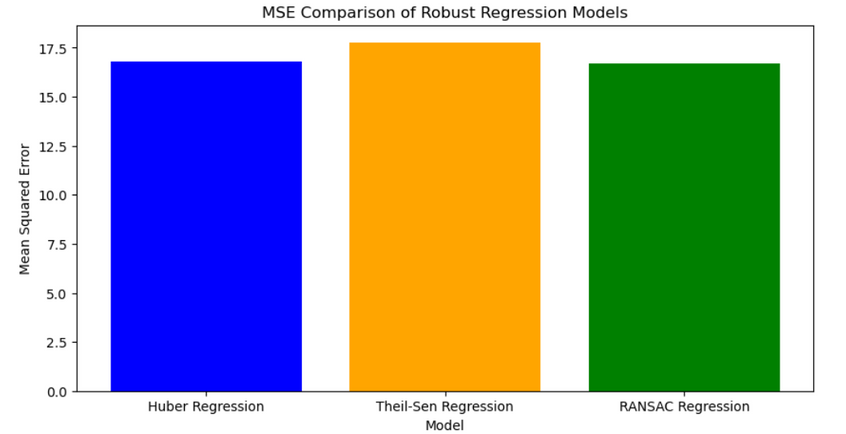 MSE Comparison of Robust Regression Models
17.5
15.0
12.5
10.0
7.5
5.0
2.5
0.0
Mean Squared Error
Huber Regression Theil-Sen Regression RANSAC Regression
Model